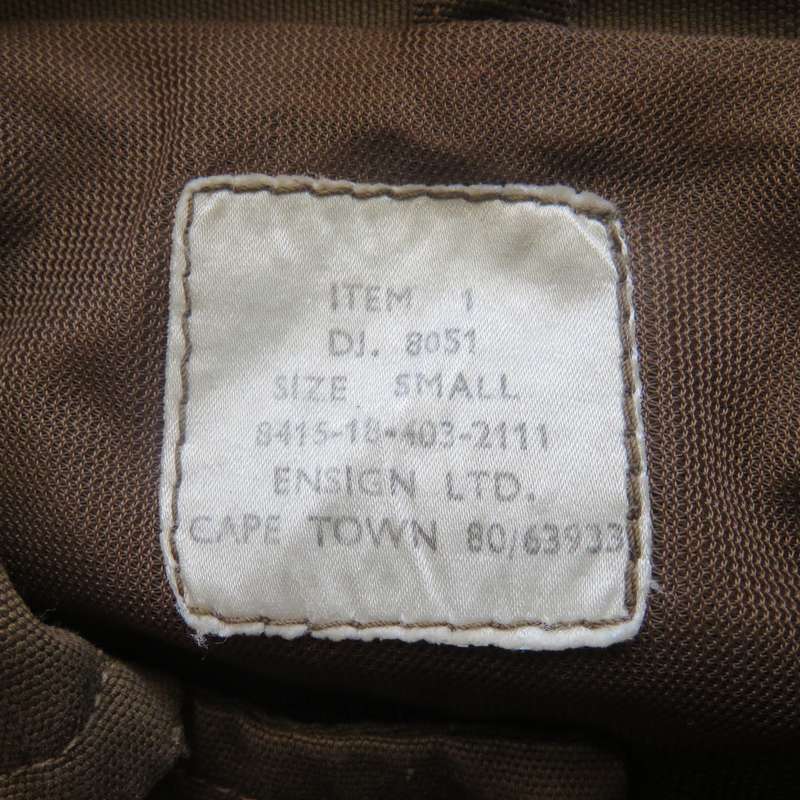 ITEM 1
DJ. 8051
SIZE SMALL
8415-18-403-2111
ENSIGN LTD.
CAPE TOWN 80/63933